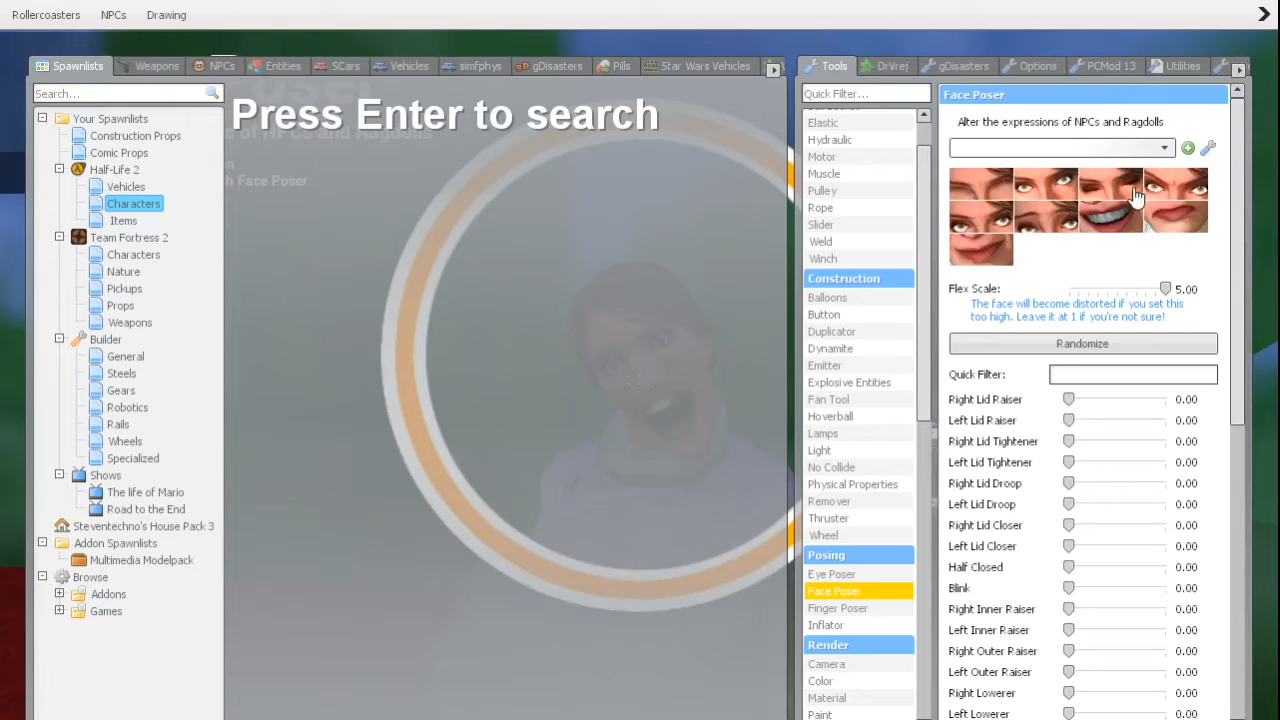 Rollercoasters NPCs Drawing
Spawnlists Weapons NPCs Entities SCars Vehicles simfphys gDisasters Pills Star Wars Vehicles
Search...
Press Enter to search
s of NPCs and Ragdolls
on
h Face Poser
Your Spawnlists
Construction Props
Comic Props
Half-Life 2
Vehicles
Characters
Items
Team Fortress 2
Characters
Nature
Pickups
Props
Weapons
Builder
General
Steels
Gears
Robotics
Rails
Wheels
Specialized
Shows
The life of Mario
Road to the End
Steventechno's House Pack 3
Addon Spawnlists
Multimedia Modelpack
Browse
Addons
Games
Tools DrVrej gDisasters Options PCMod 13 Utilities
Quick Filter...
Elastic
Hydraulic
Motor
Muscle
Pulley
Rope
Slider
Weld
Winch
Construction
Balloons
Button
Duplicator
Dynamite
Emitter
Explosive Entities
Fan Tool
Hoverball
Lamps
Light
No Collide
Physical Properties
Remover
Thruster
Wheel
Posing
Eye Poser
Face Poser
Finger Poser
Inflator
Render
Camera
Color
Material
Paint
Face Poser
Alter the expressions of NPCs and Ragdolls
Flex Scale: 5.00
The face will become distorted if you set this
too high. Leave it at 1 if you're not sure!
Randomize
Quick Filter:
Right Lid Raiser 0.00
Left Lid Raiser 0.00
Right Lid Tightener 0.00
Left Lid Tightener 0.00
Right Lid Droop 0.00
Left Lid Droop 0.00
Right Lid Closer 0.00
Left Lid Closer 0.00
Half Closed 0.00
Blink 0.00
Right Inner Raiser 0.00
Left Inner Raiser 0.00
Right Outer Raiser 0.00
Left Outer Raiser 0.00
Right Lowerer 0.00
Left Lowerer 0.00